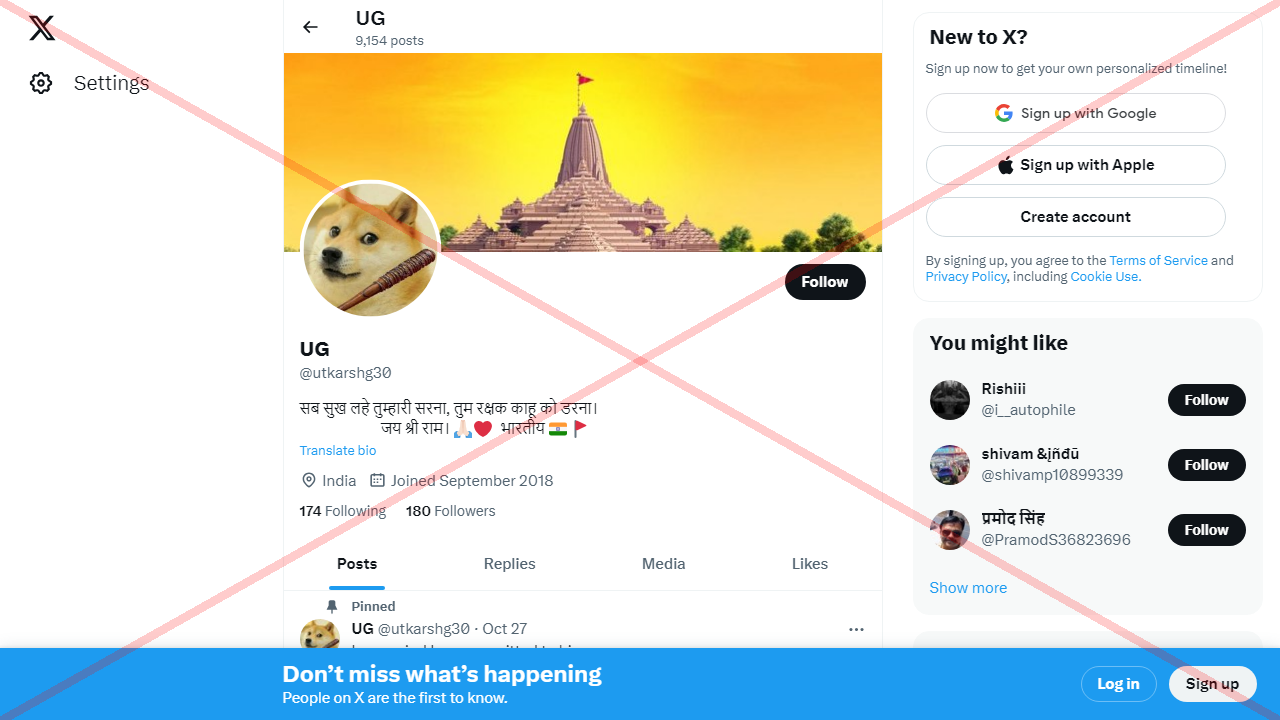 Settings
UG
9,154 posts
Follow
UG
@utkarshg30
सब सुख लहे तुम्हारी सरना, तुम रक्षक काहू को डरना।
जय श्री राम। 🙏🏻❤️ भारतीय 🇮🇳 🚩
Translate bio
India Joined September 2018
174 Following 180 Followers
Posts Replies Media Likes
Pinned
UG @utkarshg30 · Oct 27
New to X?
Sign up now to get your own personalized timeline!
Sign up with Google
Sign up with Apple
Create account
By signing up, you agree to the Terms of Service and
Privacy Policy, including Cookie Use.
You might like
Rishiii
@i__autophile
Follow
shivam &įñđū
@shivamp10899339
Follow
प्रमोद सिंह
@PramodS36823696
Follow
Show more
Don’t miss what’s happening
People on X are the first to know.
Log in
Sign up